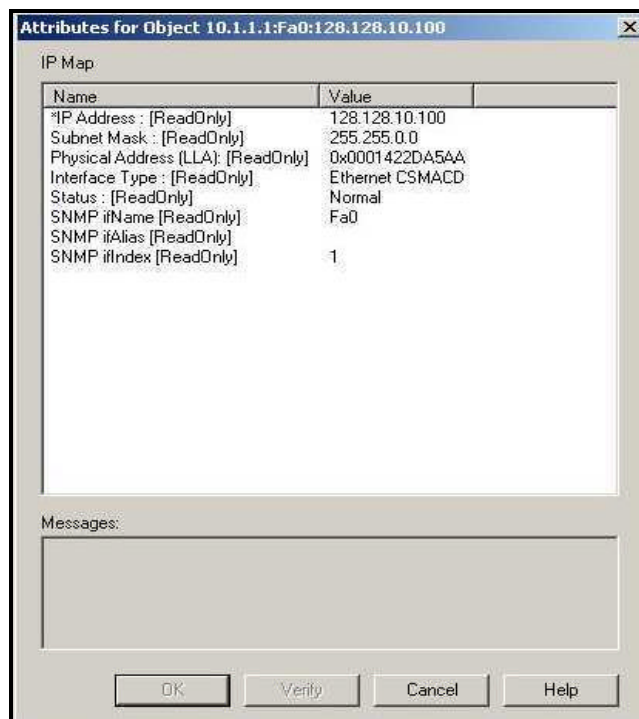 Attributes for Object 10.1.1.1:Fa0:128.128.10.100
IP Map
Name Value
*IP Address : [ReadOnly] 128.128.10.100
Subnet Mask : [ReadOnly] 255.255.0.0
Physical Address (LLA): [ReadOnly] 0x0001422DA5AA
Interface Type : [ReadOnly] Ethernet CSMACD
Status : [ReadOnly] Normal
SNMP ifName [ReadOnly] Fa0
SNMP ifAlias [ReadOnly]
SNMP ifIndex [ReadOnly] 1
Messages:
OK Verify Cancel Help